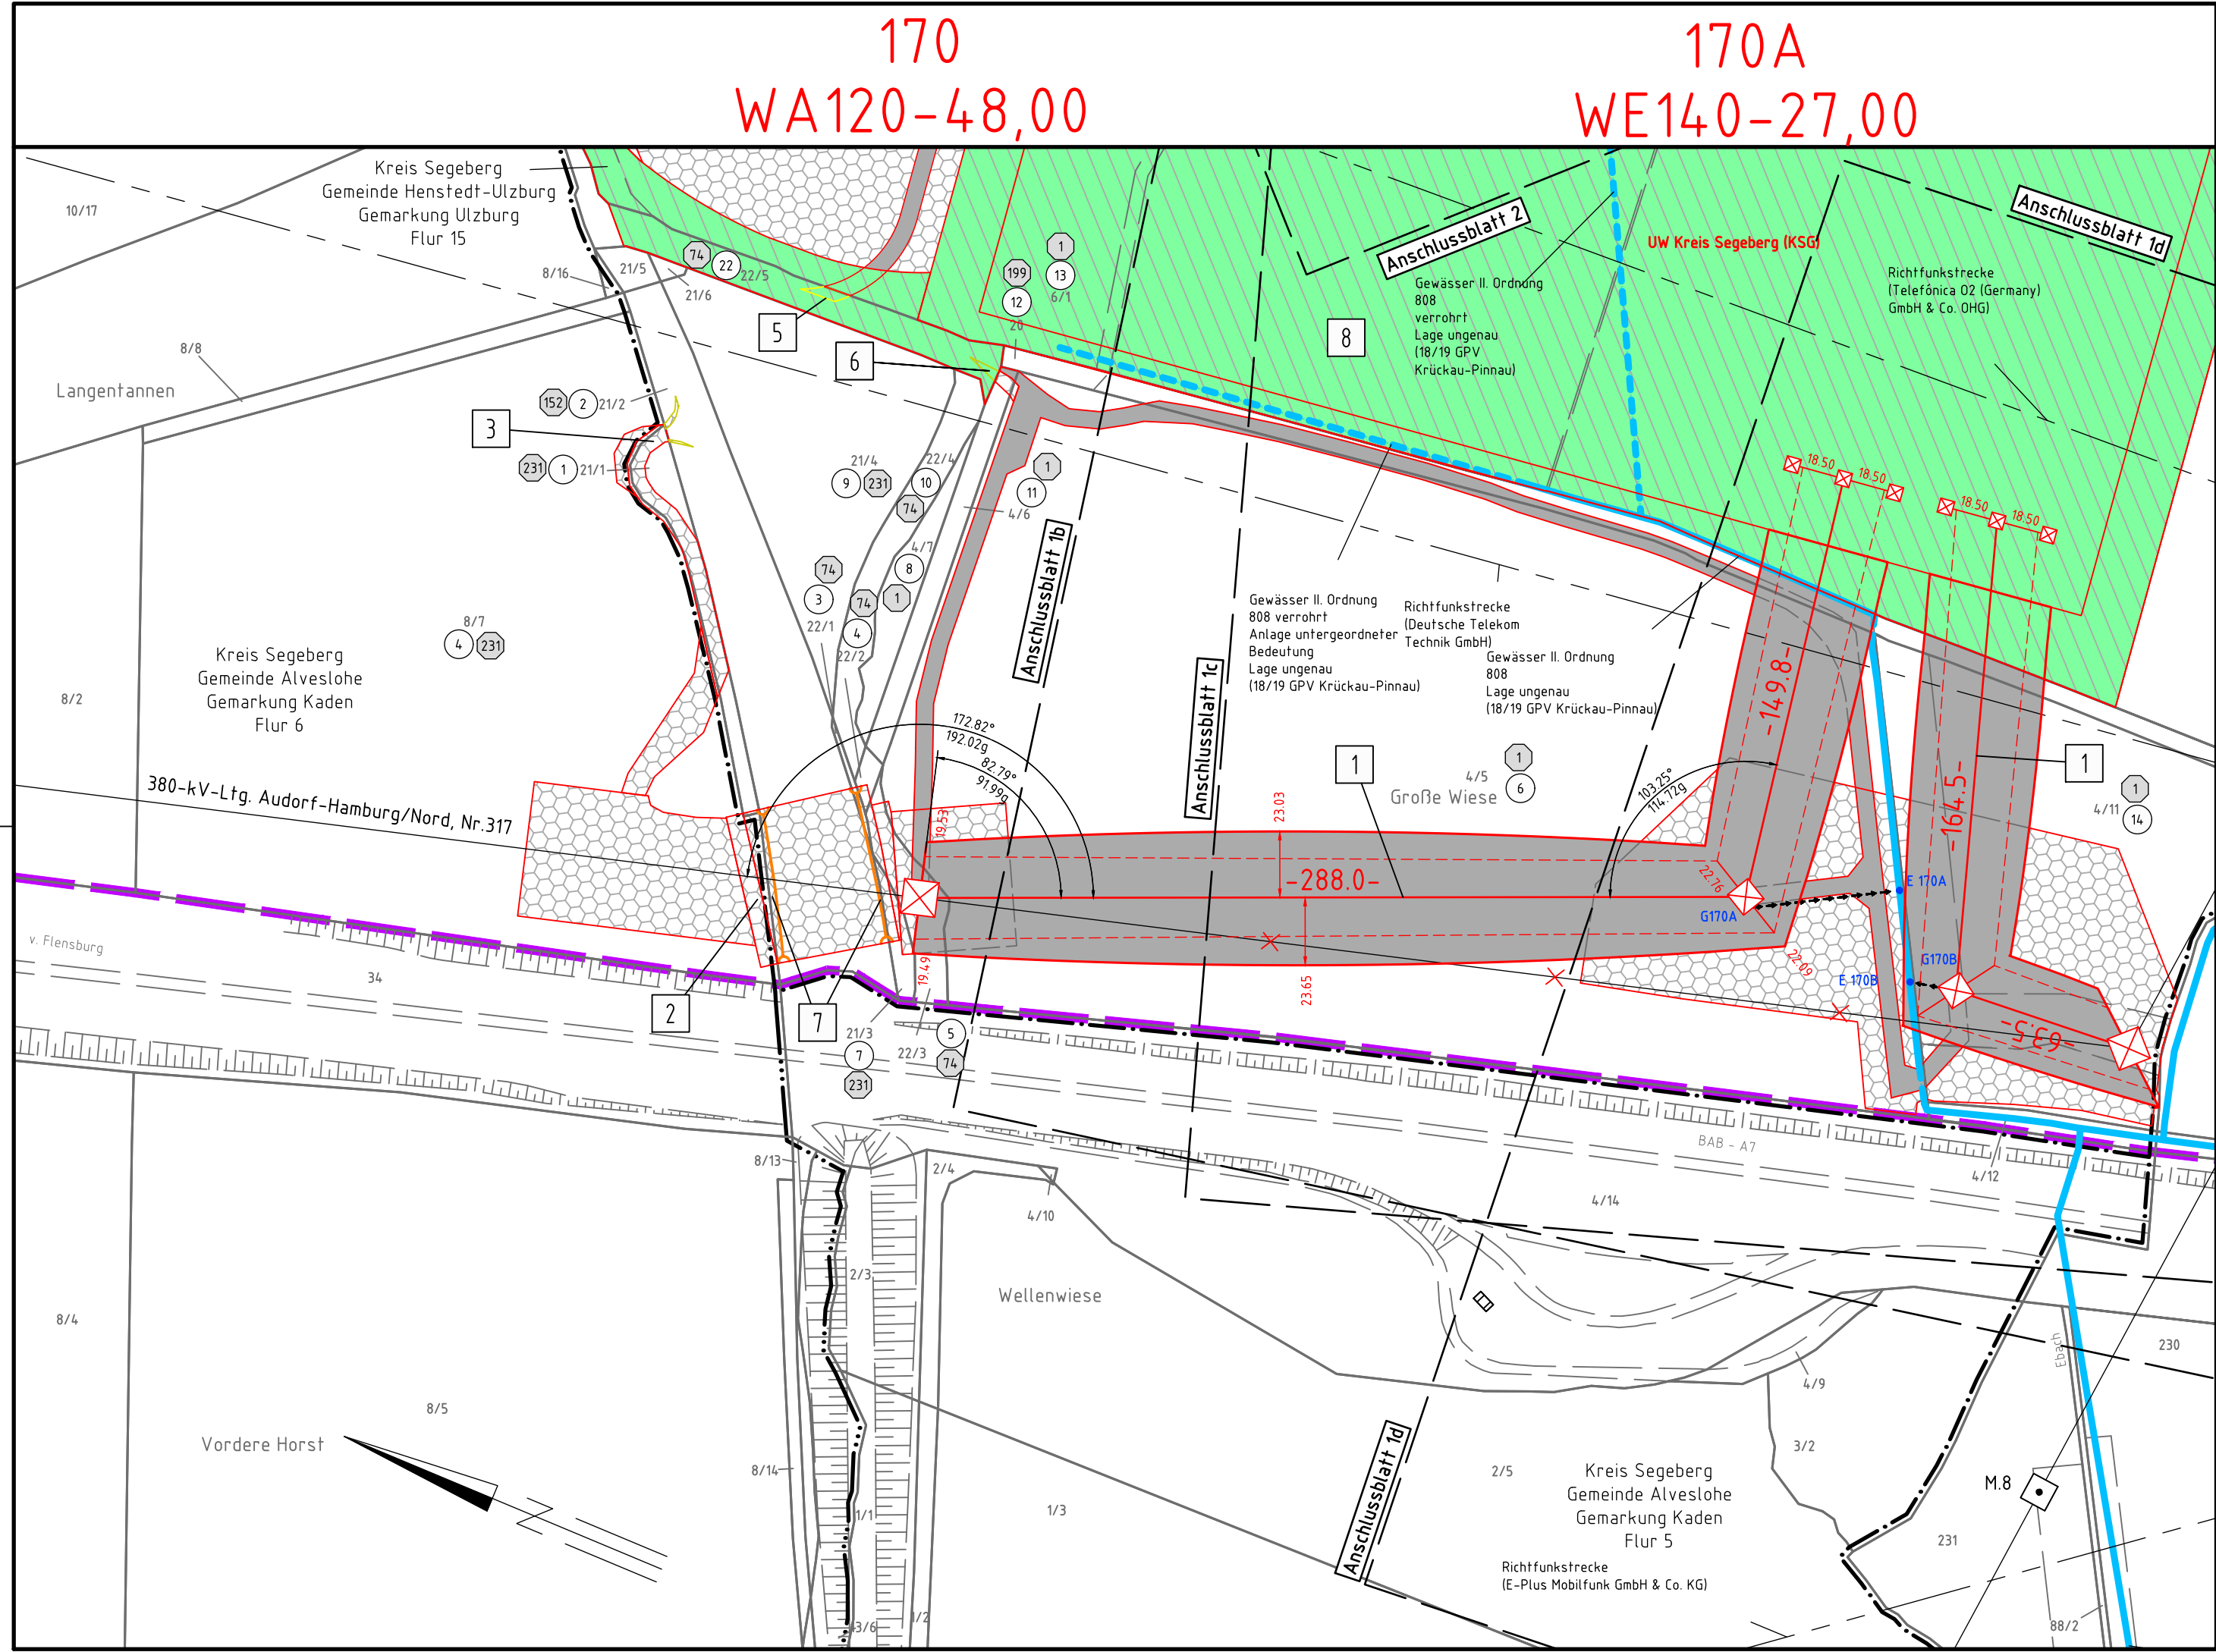 170
170A
WA120-48,00
WE140-27,00
Kreis Segeberg
Gemeinde Henstedt-Ulzburg
Gemarkung Ulzburg
Flur 15
10/17
8/16
21/5
21/6
74
22
22/5
5
6
199
12
20
1
13
6/1
Anschlussblatt 2
8
Gewässer II. Ordnung
808
verrohrt
Lage ungenau
(18/19 GPV
Krückau-Pinnau)
UW Kreis Segeberg (KSG)
Anschlussblatt 1d
Richtfunkstrecke
(Telefónica O2 (Germany)
GmbH & Co. OHG)
8/8
Langentannen
152
2
21/2
3
231
1
21/1
21/4
9
231
22/4
10
74
1
11
4/6
4/7
8
1
74
3
22/1
74
4
22/2
Anschlussblatt 1b
Anschlussblatt 1c
18.50
18.50
18.50
18.50
8/7
4
231
Kreis Segeberg
Gemeinde Alveslohe
Gemarkung Kaden
Flur 6
8/2
Gewässer II. Ordnung
808 verrohrt
Anlage untergeordneter
Bedeutung
Lage ungenau
(18/19 GPV Krückau-Pinnau)
Richtfunkstrecke
(Deutsche Telekom
Technik GmbH)
Gewässer II. Ordnung
808
Lage ungenau
(18/19 GPV Krückau-Pinnau)
-149.8-
172.82°
192.02g
82.79°
91.99g
103.25°
114.72g
1
4/5
Große Wiese
1
6
-164.5-
1
1
4/11
14
380-kV-Ltg. Audorf-Hamburg/Nord, Nr.317
19.53
23.03
-288.0-
22.76
G170A
E 170A
23.65
19.49
22.09
E 170B
G170B
-63.5-
v. Flensburg
34
2
7
21/3
7
231
22/3
5
74
BAB - A7
4/12
4/14
8/13
2/4
4/10
2/3
Wellenwiese
8/4
8/5
Vordere Horst
8/14
1/1
1/3
1/2
43/6
N
Anschlussblatt 1d
2/5
Kreis Segeberg
Gemeinde Alveslohe
Gemarkung Kaden
Flur 5
Richtfunkstrecke
(E-Plus Mobilfunk GmbH & Co. KG)
4/9
3/2
Ebach
230
M.8
231
88/2